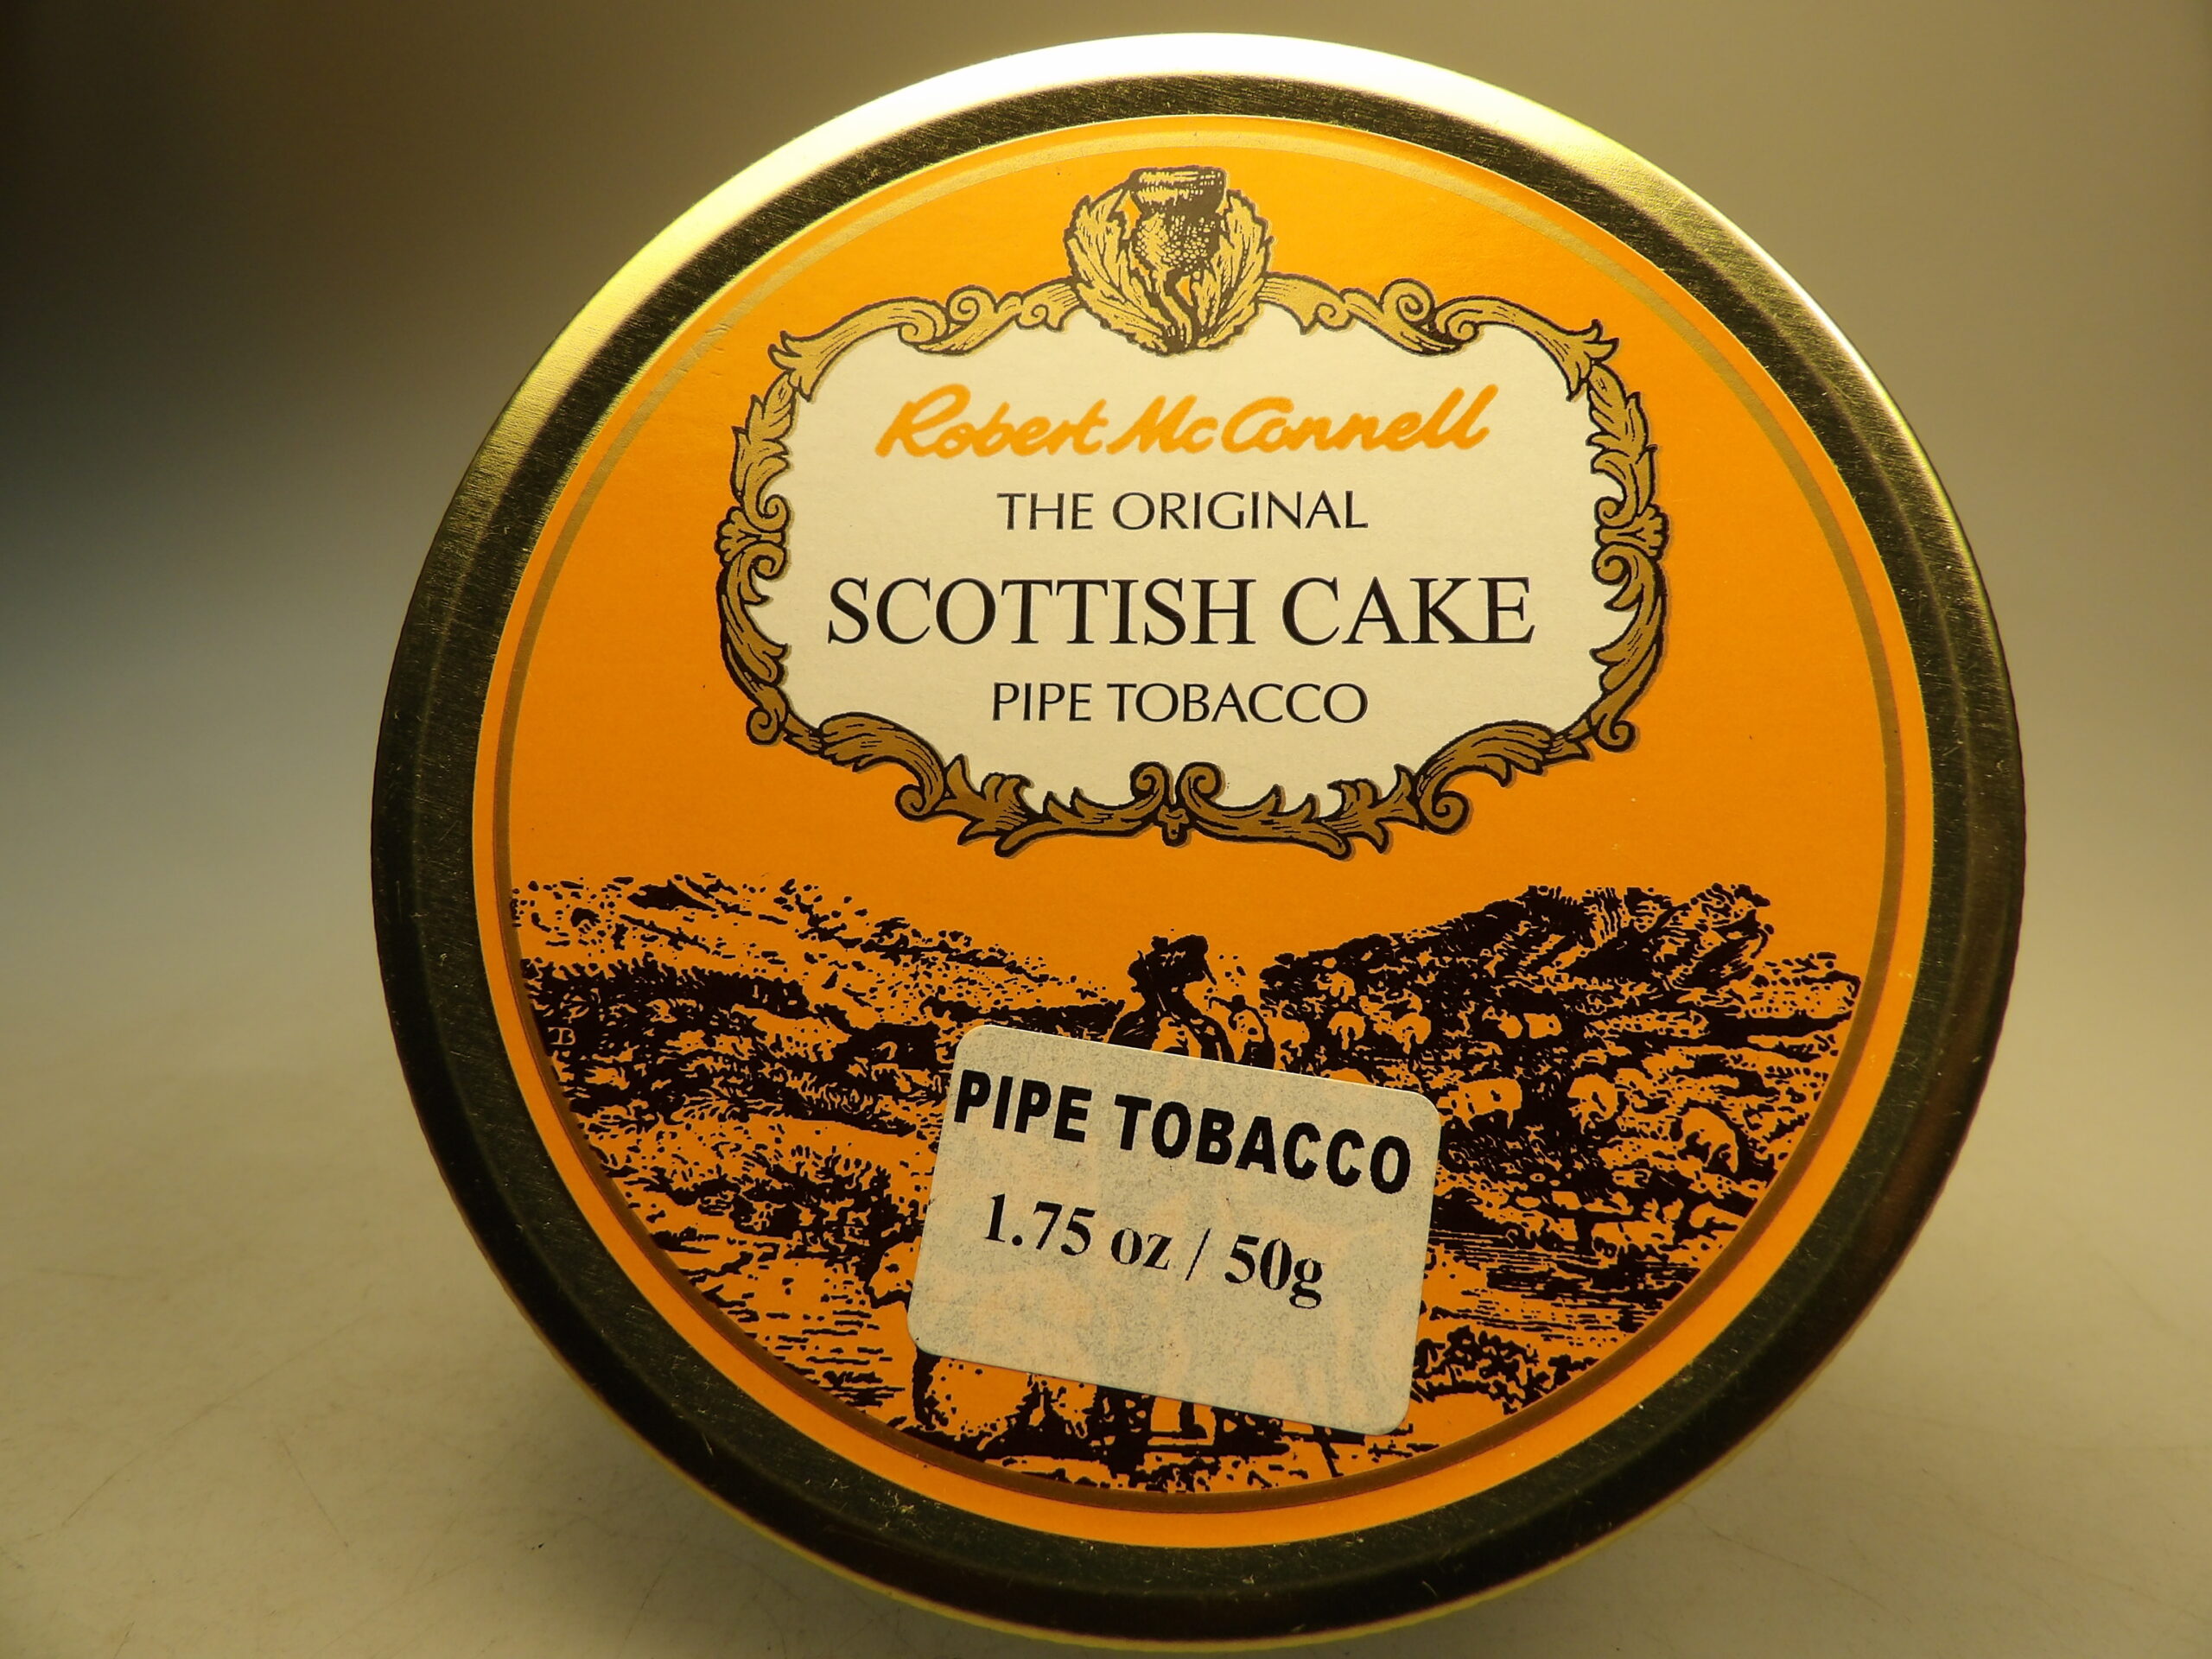 Robert McConnell
THE ORIGINAL
SCOTTISH CAKE
PIPE TOBACCO
PIPE TOBACCO
1.75 oz / 50g